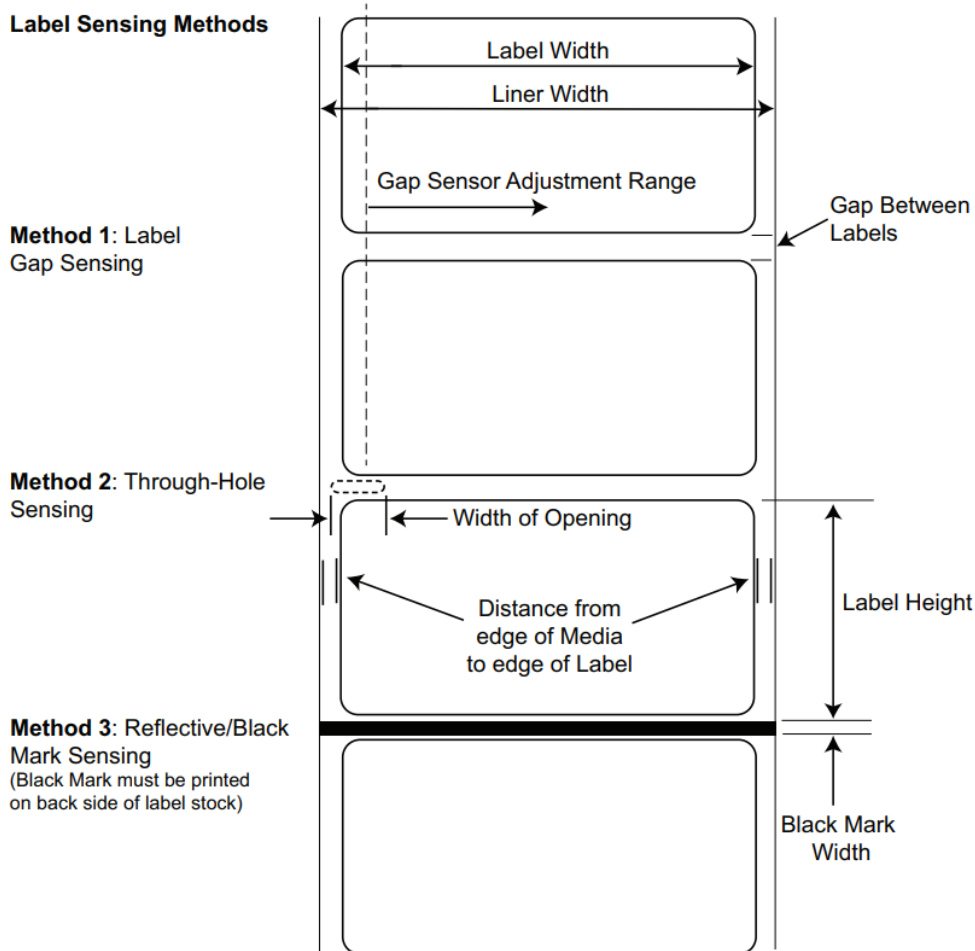 Label Sensing Methods
Label Width
Liner Width
Gap Sensor Adjustment Range
Gap Between
Labels
Method 1: Label
Gap Sensing
Method 2: Through-Hole
Sensing
Width of Opening
Distance from
edge of Media
to edge of Label
Label Height
Method 3: Reflective/Black
Mark Sensing
(Black Mark must be printed
on back side of label stock)
Black Mark
Width